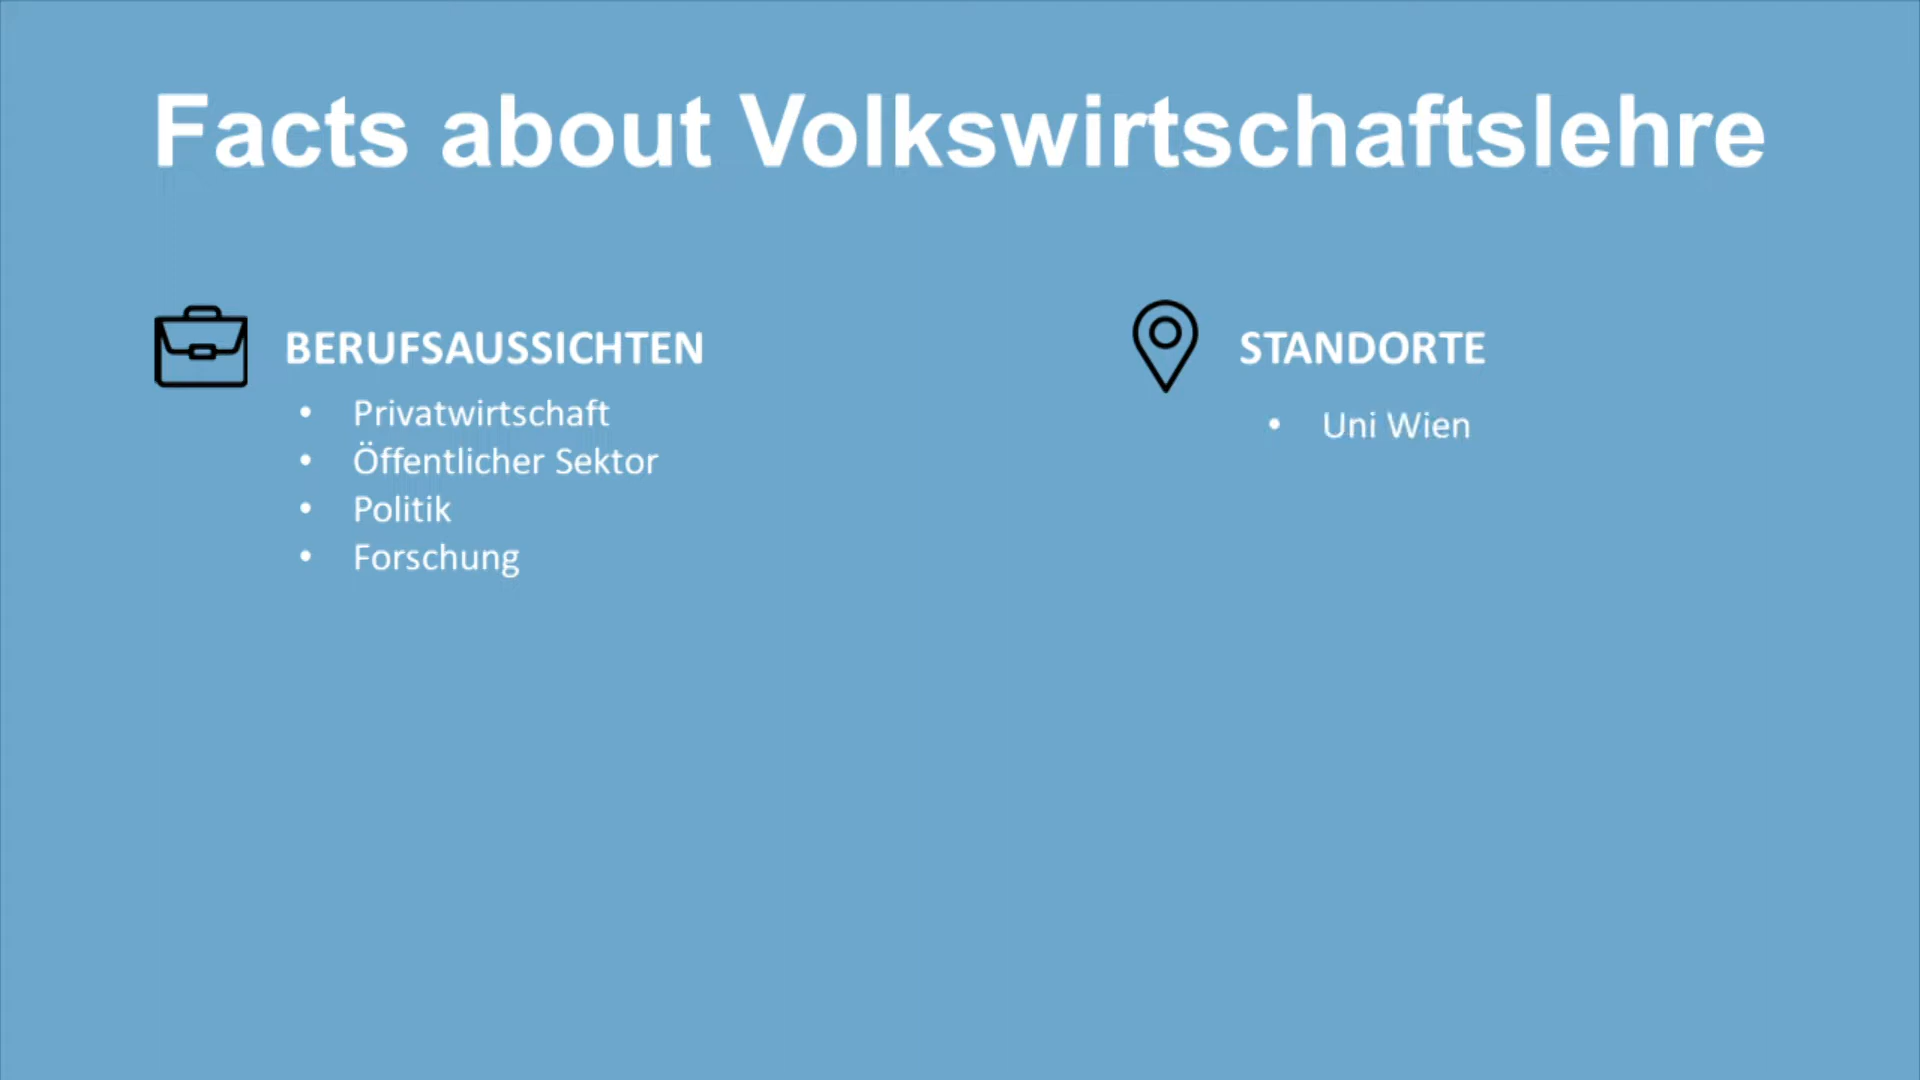 Facts about Volkswirtschaftslehre
BERUFSAUSSICHTEN
• Privatwirtschaft
• Öffentlicher Sektor
• Politik
• Forschung
STANDORTE
• Uni Wien